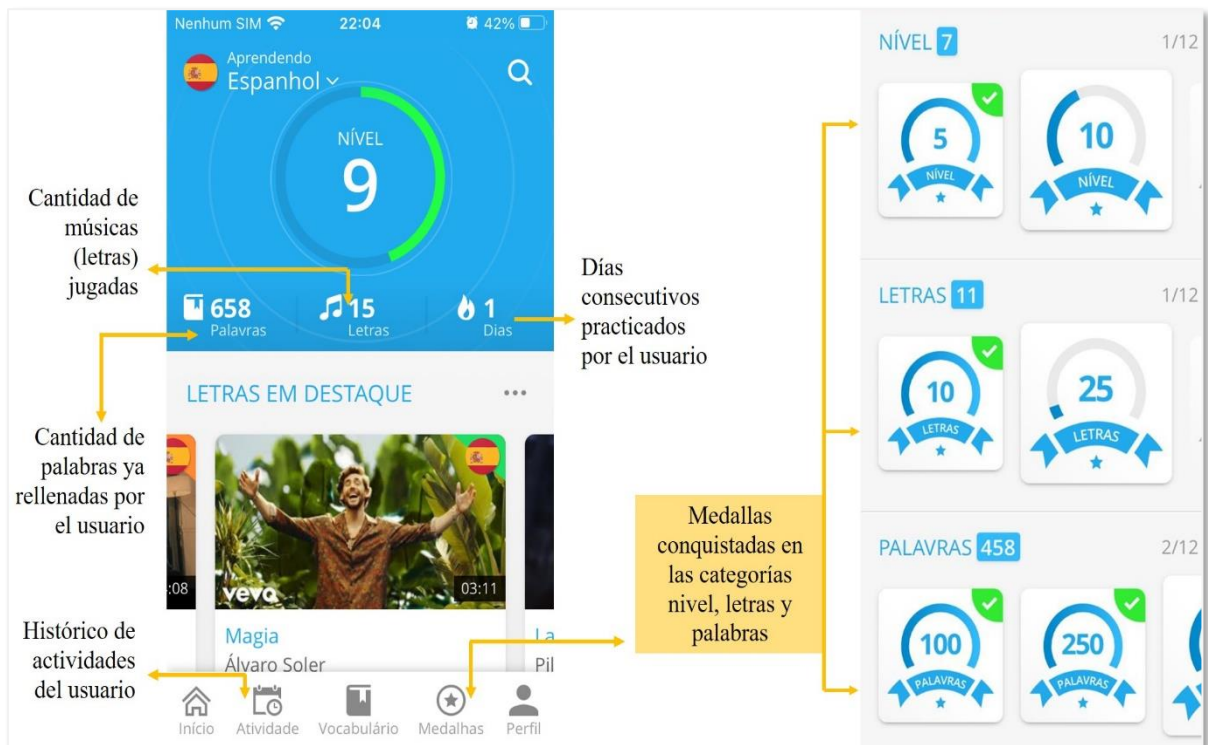 Nenhum SIM 22:04 42%
Aprendendo
Espanhol
NÍVEL
9
658
Palavras
15
Letras
1
Dias
LETRAS EM DESTAQUE
:08
vevo
03:11
Magia
Álvaro Soler
La
Pil
Início Atividade Vocabulário Medalhas Perfil
Cantidad de
músicas
(letras)
jugadas
Cantidad de
palabras ya
rellenadas por
el usuario
Histórico de
actividades
del usuario
Días
consecutivos
practicados
por el usuario
Medallas
conquistadas en
las categorías
nivel, letras y
palabras
NÍVEL 7 1/12
5
NÍVEL
10
NÍVEL
LETRAS 11 1/12
10
LETRAS
25
LETRAS
PALAVRAS 458 2/12
100
PALAVRAS
250
PALAVRAS